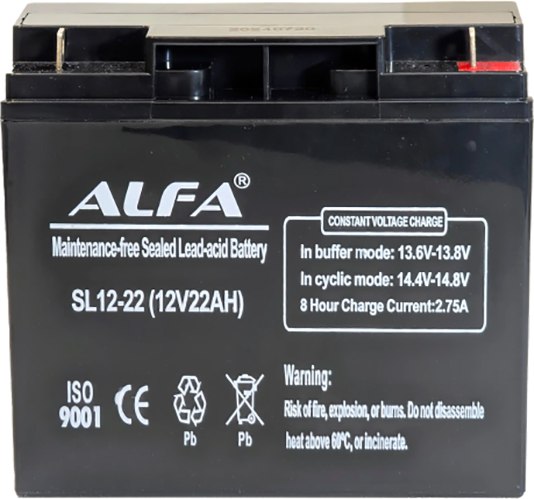 ALFA®
Maintenance-free Sealed Lead-acid Battery
SL12-22 (12V22AH)
CONSTANT VOLTAGE CHARGE
In buffer mode: 13.6V-13.8V
In cyclic mode: 14.4V-14.8V
8 Hour Charge Current:2.75A
ISO
9001
CE
Pb
Pb
Warning:
Risk of fire, explosion, or burns. Do not disassemble
heat above 60°C, or incinerate.